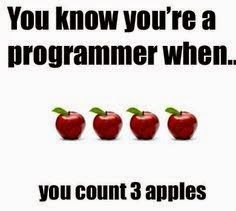 You know you're a
programmer when..
you count 3 apples